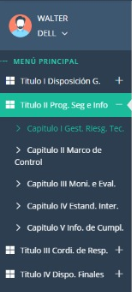 WALTER
DELL
MENÚ PRINCIPAL
Titulo I Disposición G. +
Titulo II Prog. Seg e Info −
Capitulo I Gest. Riesg. Tec.
Capitulo II Marco de
Control
Capitulo III Moni. e Eval.
Capitulo IV Estand. Inter.
Capitulo V Info. de Cumpl.
Titulo III Cordi. de Resp. +
Titulo IV Dispo. Finales +